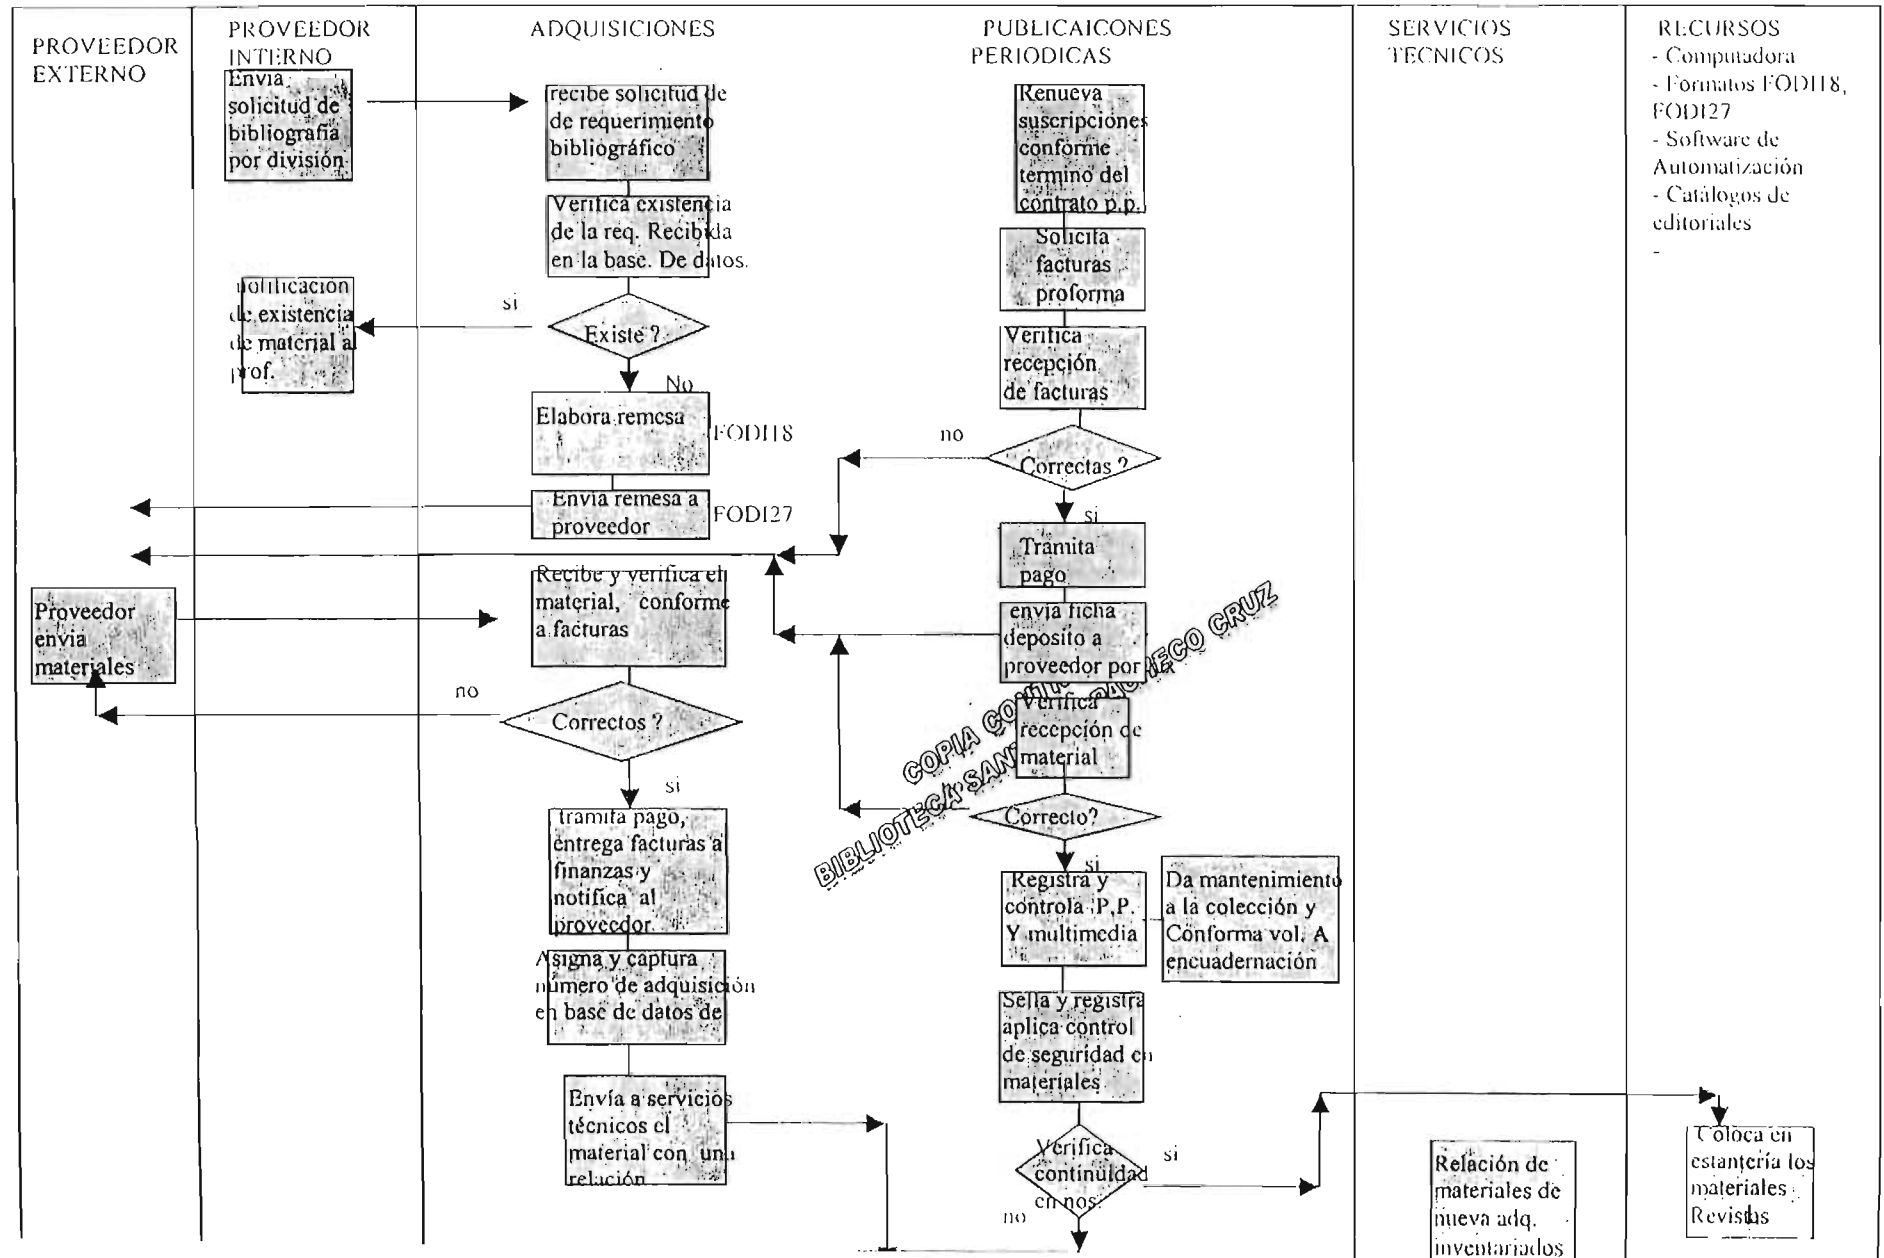 PROVEEDOR
EXTERNO
PROVEEDOR
INTERNO
ADQUISICIONES
PUBLICAICONES
PERIODICAS
SERVICIOS
TECNICOS
RECURSOS
- Computadora
- Formatos FODI18,
FODI27
- Software de
Automatización
- Catálogos de
editoriales
-
Envia
solicitud de
bibliografía
por división
recibe solicitud de
de requerimiento
bibliográfico
Verifica existencia
de la req. Recibida
en la base. De datos.
si
Existe ?
notificación
de existencia
de material al
prof.
No
Elabora remesa
FODI18
Envia remesa a
proveedor
FODI27
Proveedor
envia
materiales
Recibe y verifica el
material, conforme
a facturas
no
Correctos ?
si
tramita pago,
entrega facturas a
finanzas y
notifica al
proveedor.
Asigna y captura
número de adquisición
en base de datos de
Envía a servicios
técnicos el
material con una
relación
Renueva
suscripciones
conforme
termino del
contrato p.p.
Solicita
facturas
proforma
Verifica
recepción
de facturas
no
Correctas ?
si
Tramita
pago
envia ficha
deposito a
proveedor por fax
Verifica
recepción de
material
COPIA
BIBLIOTECA PACHECO CRUZ
Correcto?
si
Registra y
controla P.P.
Y multimedia
Da mantenimiento
a la colección y
Conforma vol. A
encuadernación
Sella y registra
aplica control
de seguridad en
materiales
Verifica
continuidad
en nos.
si
no
Relación de
materiales de
nueva adq.
inventariados
Coloca en
estantería los
materiales
Revistas